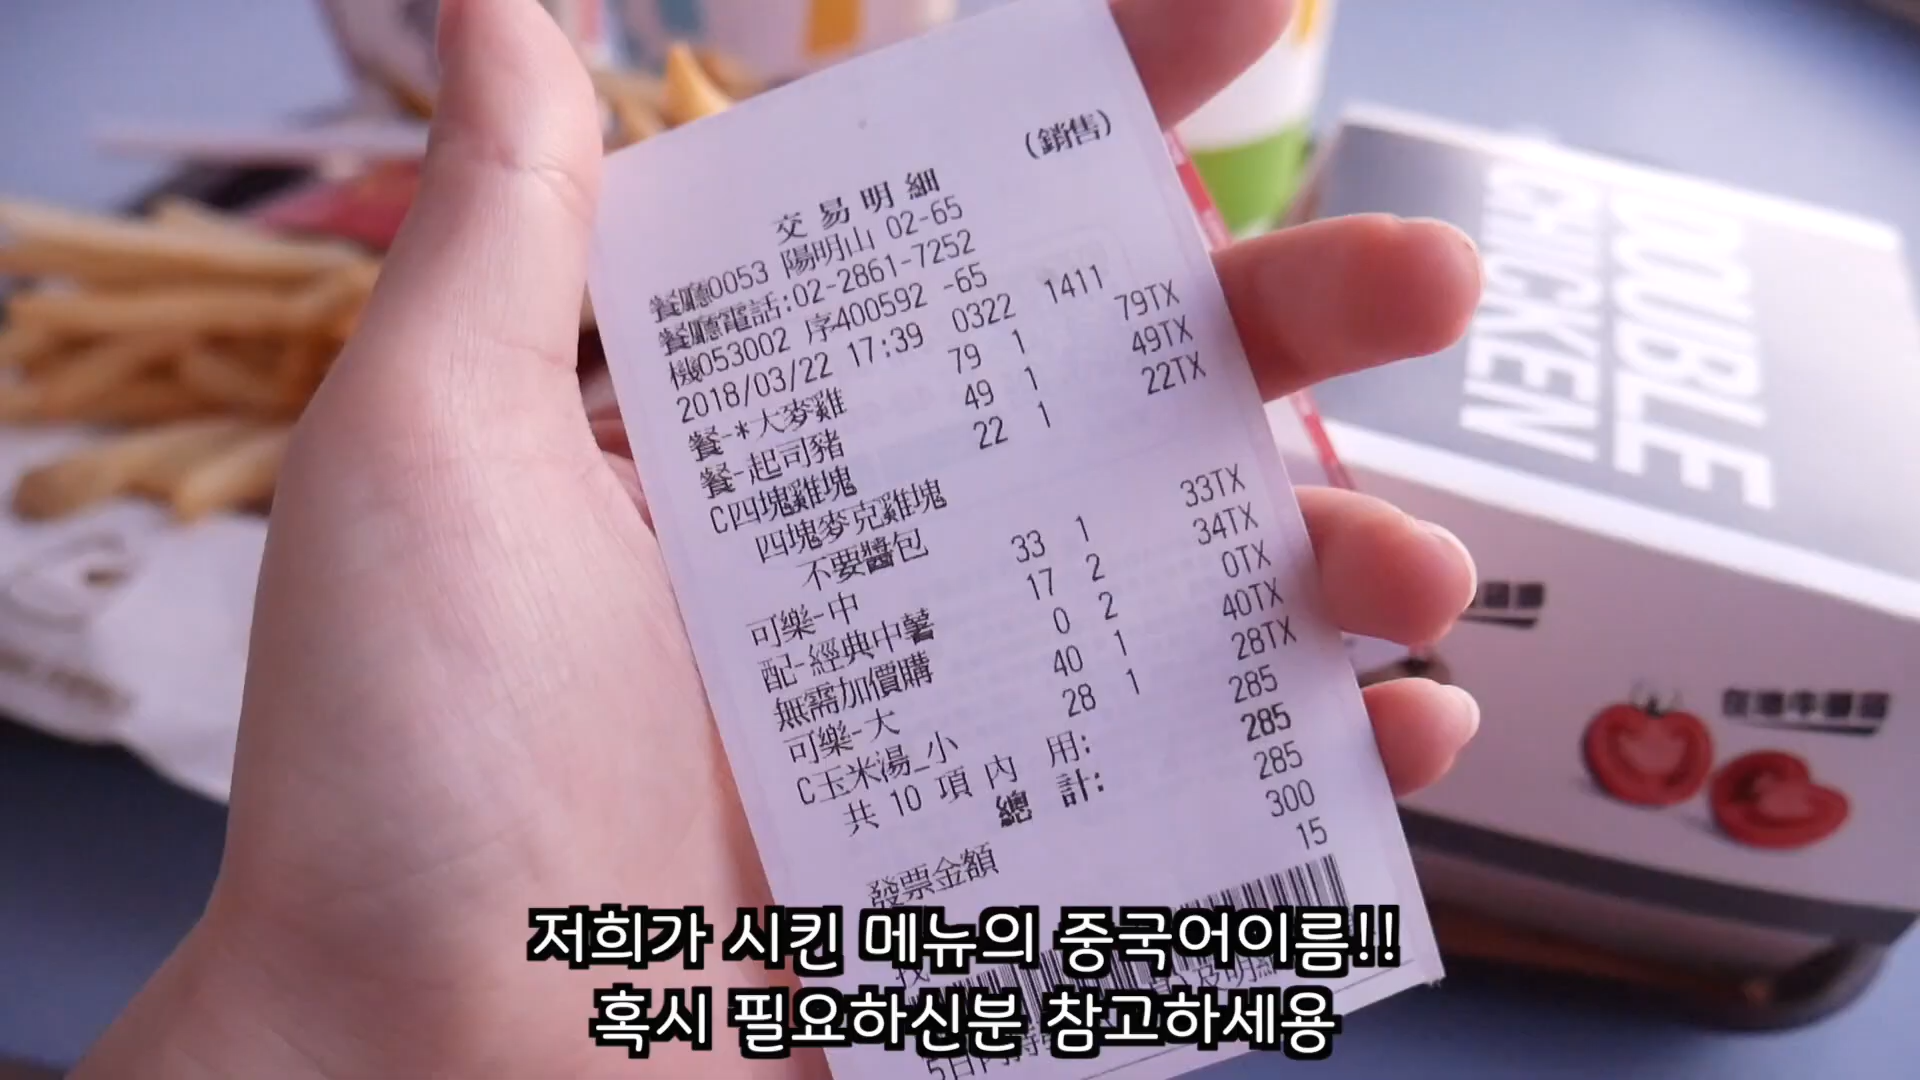 (銷售)
交易明細
餐廳0053 陽明山 02-65
餐廳電話:02-2861-7252
機053002 序400592 -65
2018/03/22 17:39 0322 1411
餐-*大麥雞 79 1 79TX
餐-起司豬 49 1 49TX
C四塊雞塊 22 1 22TX
四塊麥克雞塊
不要醬包
可樂-中 33 1 33TX
配-經典中薯 17 2 34TX
無需加價購 0 2 0TX
可樂-大 40 1 40TX
C玉米湯_小 28 1 28TX
共 10 項 內 用: 285
總 計: 285
發票金額 285
300
15
DOUBLE
CHICKEN
저희가 시킨 메뉴의 중국어이름!!
혹시 필요하신분 참고하세용